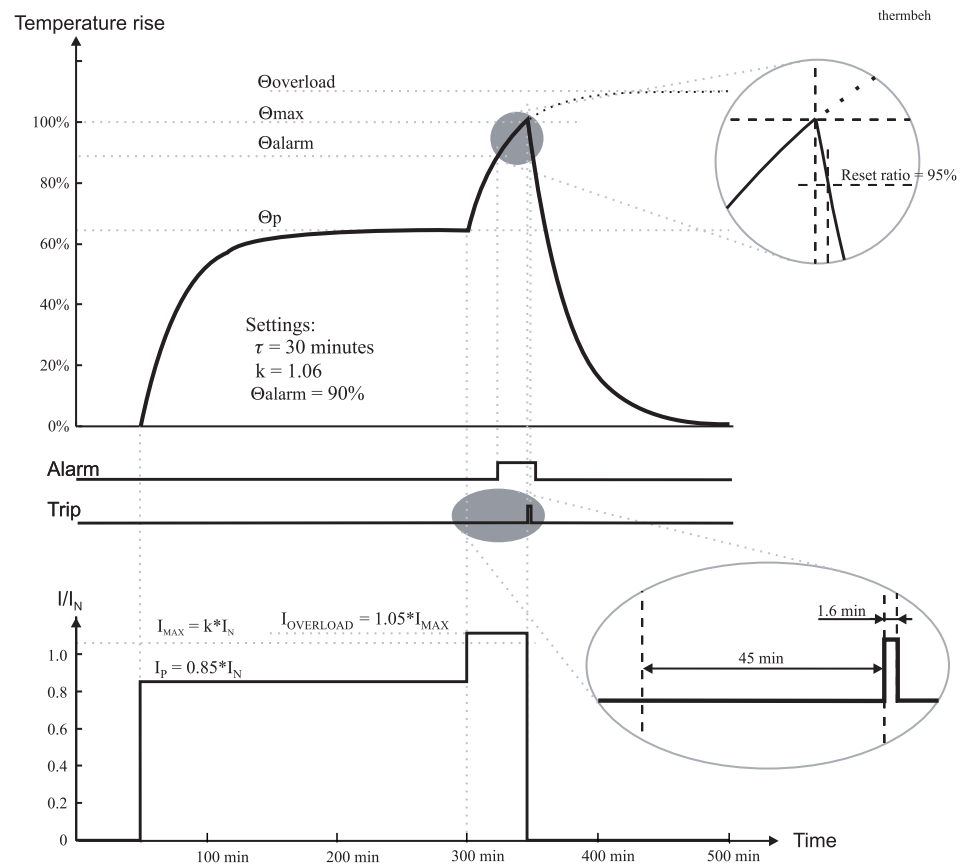 Temperature rise
thermbeh
Θoverload
Θmax
100%
Θalarm
80%
Reset ratio = 95%
Θp
60%
40%
Settings:
τ = 30 minutes
k = 1.06
Θalarm = 90%
20%
0%
Alarm
Trip
I/IN
IMAX = k*IN
IOVERLOAD = 1.05*IMAX
1.6 min
1.0
45 min
IP = 0.85*IN
0.8
0.6
0.4
0.2
0
Time
100 min
200 min
300 min
400 min
500 min